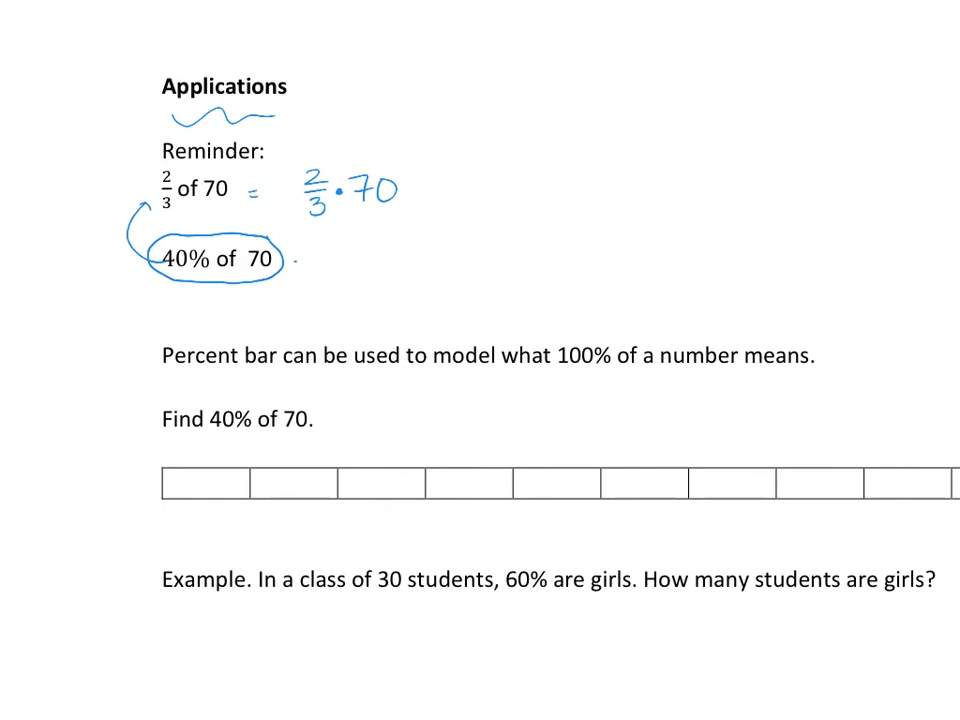 Applications
Reminder:
2/3 of 70 = 2/3 · 70
40% of 70
Percent bar can be used to model what 100% of a number means.
Find 40% of 70.
Example. In a class of 30 students, 60% are girls. How many students are girls?